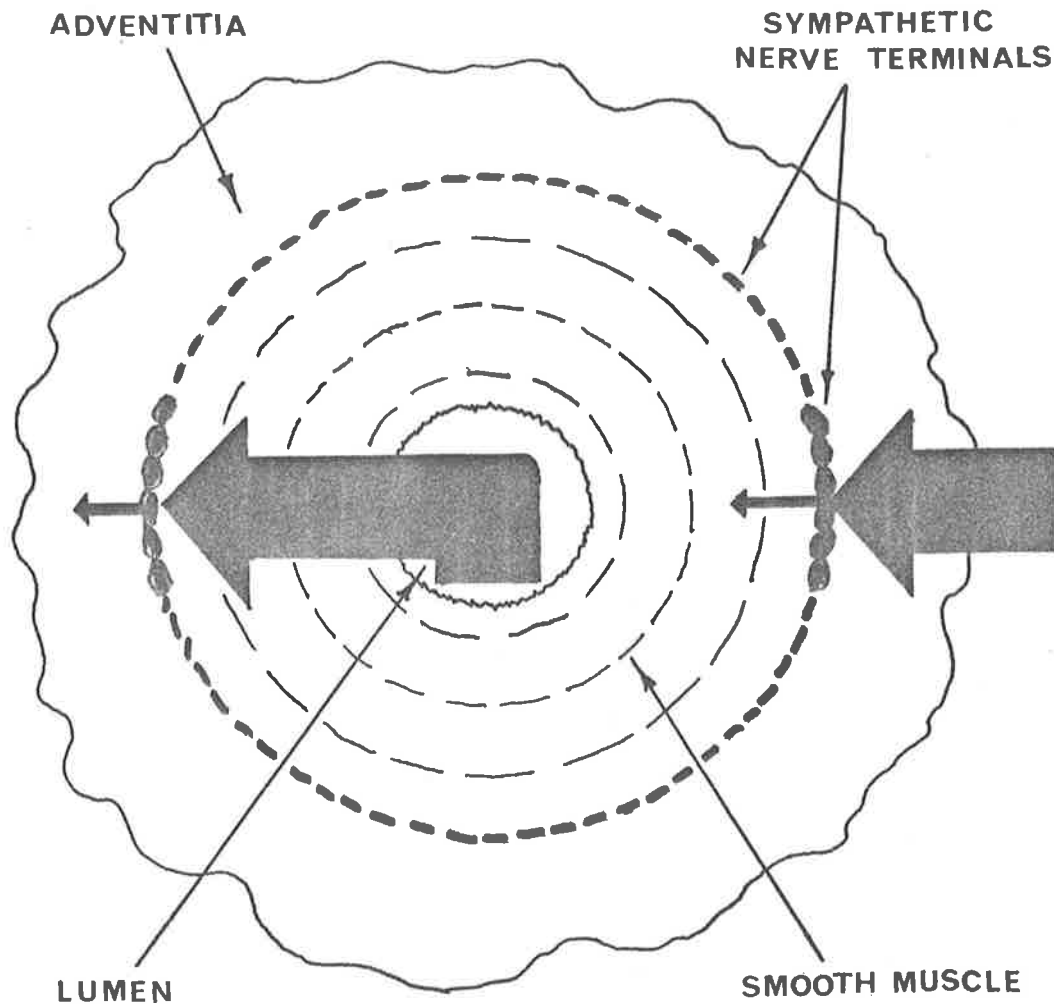 ADVENTITIA
SYMPATHETIC
NERVE TERMINALS
LUMEN
SMOOTH MUSCLE